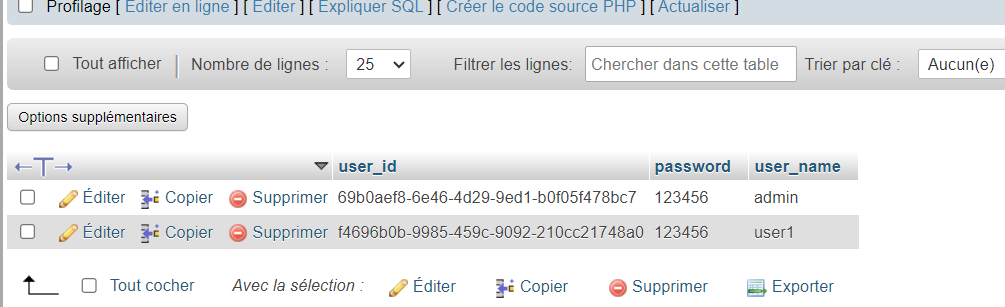 Profilage [ Éditer en ligne ] [ Éditer ] [ Expliquer SQL ] [ Créer le code source PHP ] [ Actualiser ]
Tout afficher Nombre de lignes : 25 Filtrer les lignes: Chercher dans cette table Trier par clé : Aucun(e)
Options supplémentaires
user_id password user_name
Éditer Copier Supprimer 69b0aef8-6e46-4d29-9ed1-b0f05f478bc7 123456 admin
Éditer Copier Supprimer f4696b0b-9985-459c-9092-210cc21748a0 123456 user1
Tout cocher Avec la sélection : Éditer Copier Supprimer Exporter